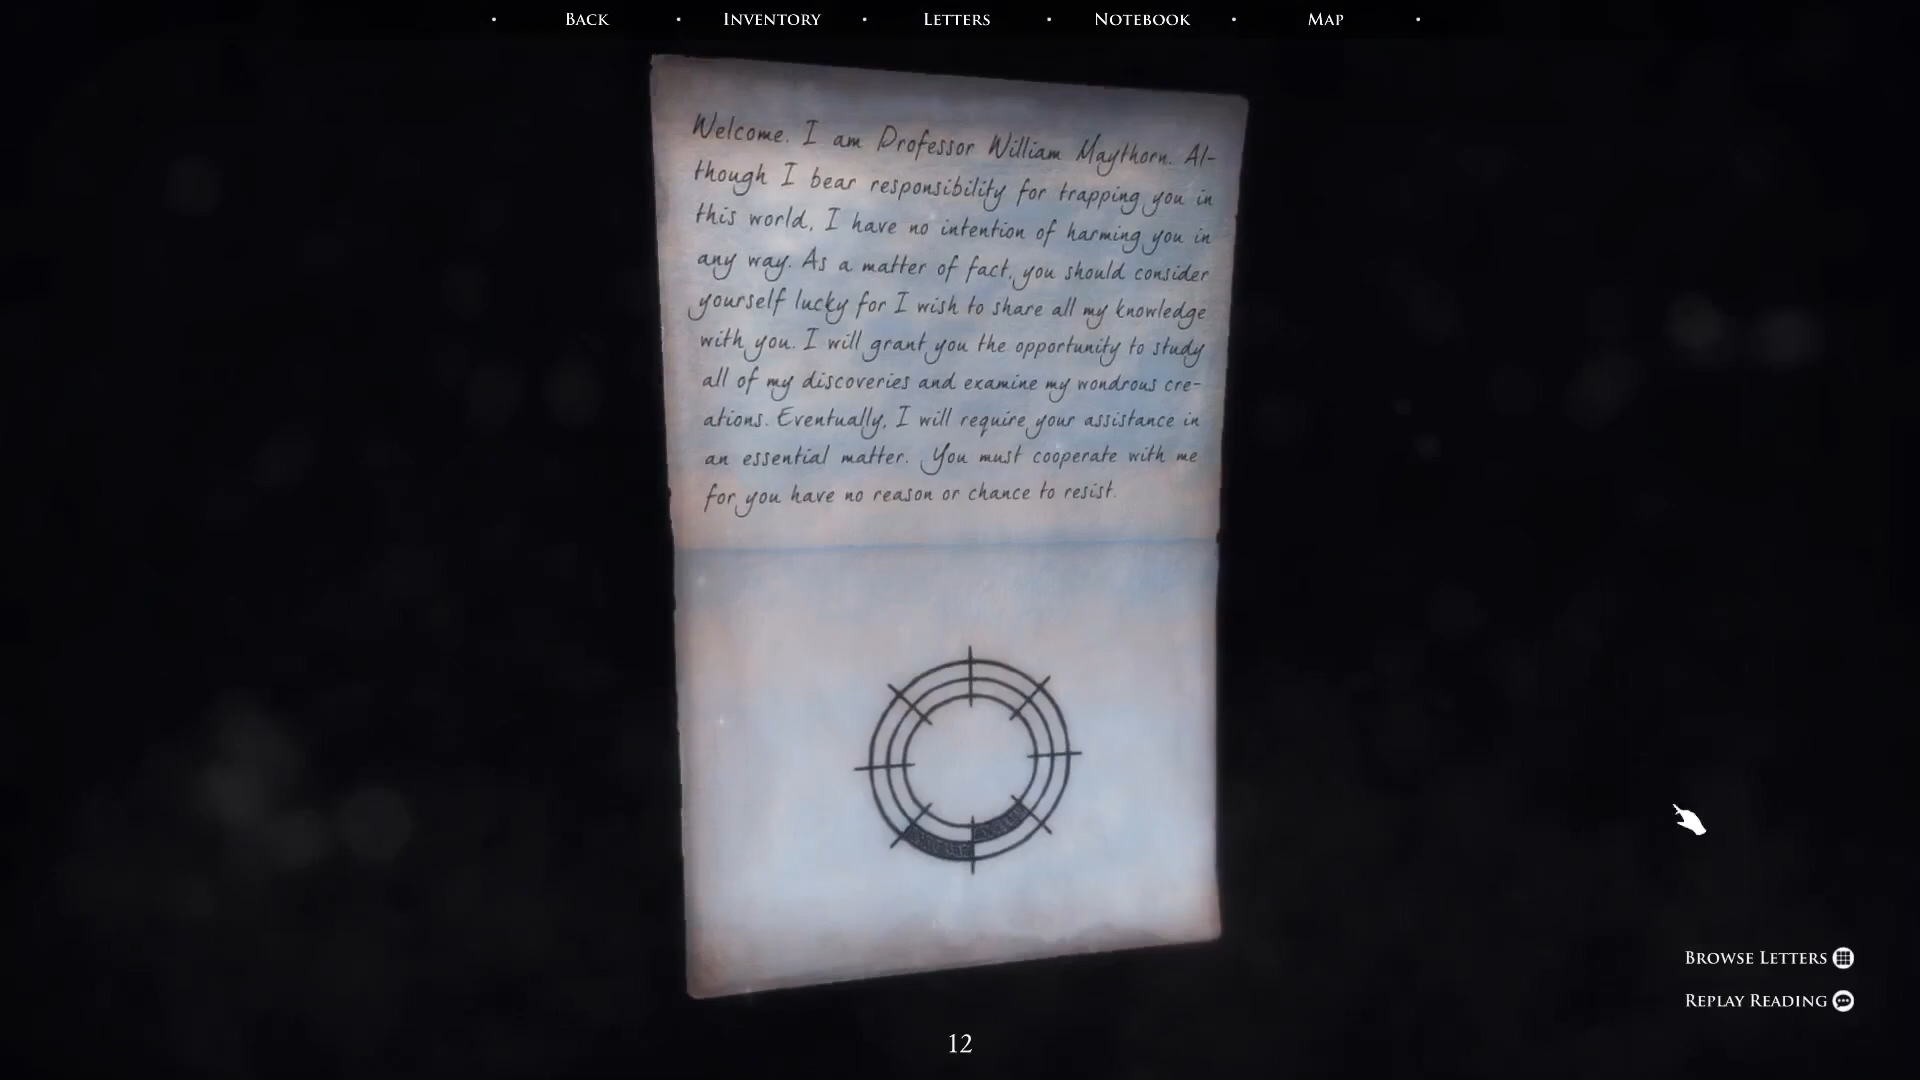 Back Inventory Letters Notebook Map
Welcome. I am Professor William Maythorn. Al-
though I bear responsibility for trapping you in
this world, I have no intention of harming you in
any way. As a matter of fact, you should consider
yourself lucky for I wish to share all my knowledge
with you. I will grant you the opportunity to study
all of my discoveries and examine my wondrous cre-
ations. Eventually, I will require your assistance in
an essential matter. You must cooperate with me
for you have no reason or chance to resist.
Browse Letters
Replay Reading
12